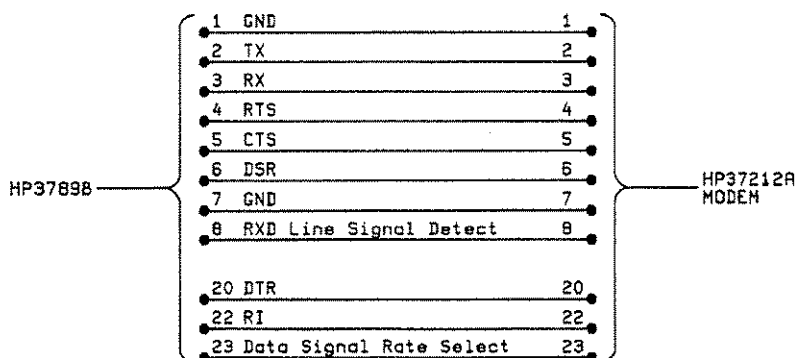 1 GND 1
2 TX 2
3 RX 3
4 RTS 4
5 CTS 5
6 DSR 6
HP37898 HP37212A
7 GND 7
MODEM
8 RXD Line Signal Detect 8
20 DTR 20
22 RI 22
23 Data Signal Rate Select 23